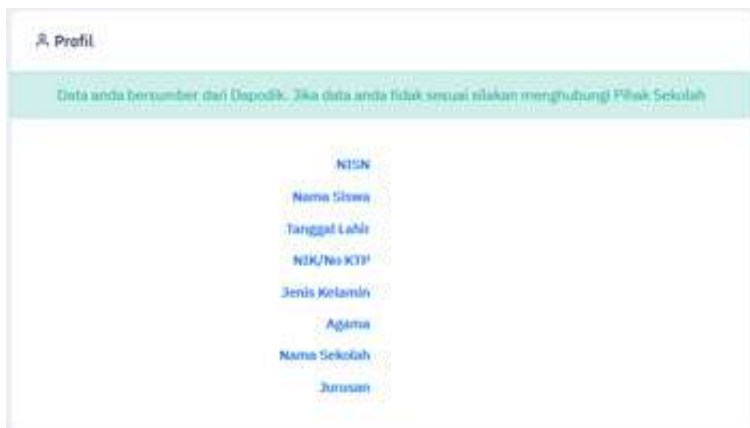 Profil
Data anda bersumber dari Dapodik. Jika data anda tidak sesuai silakan menghubungi Pihak Sekolah
NISN
Nama Siswa
Tanggal Lahir
NIK/No KTP
Jenis Kelamin
Agama
Nama Sekolah
Jurusan